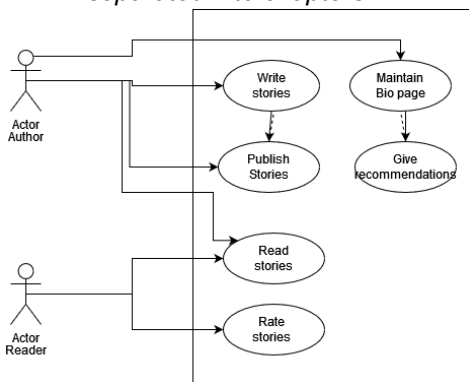 Write
stories
Maintain
Bio page
Actor
Author
Publish
Stories
Give
recommendations
Read
stories
Actor
Reader
Rate
stories